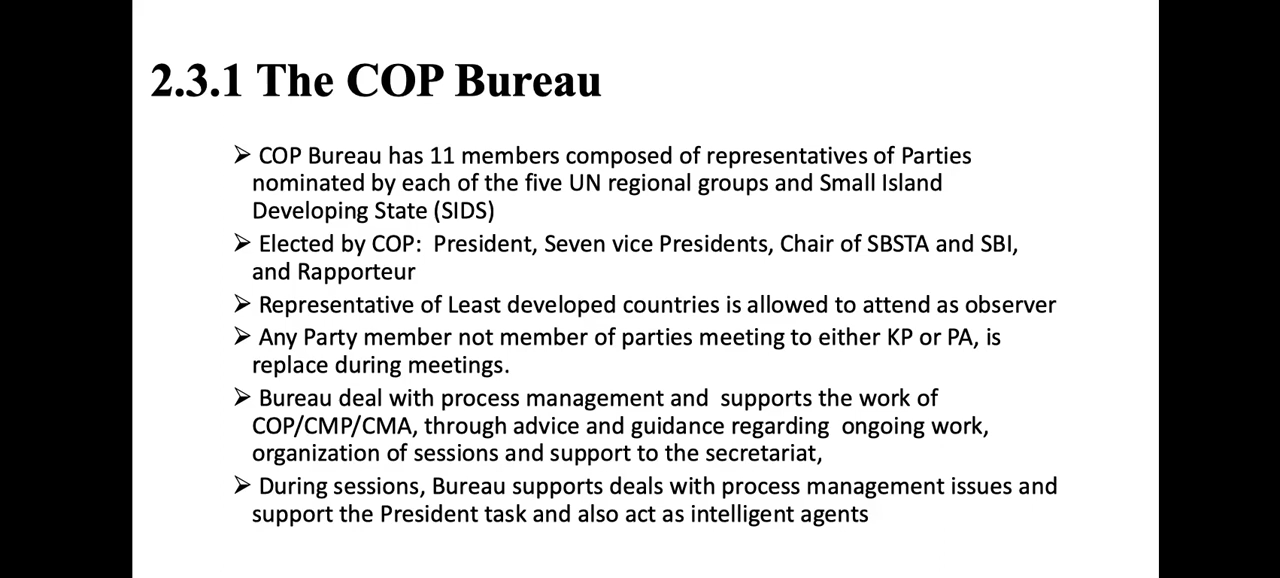 2.3.1 The COP Bureau
➢ COP Bureau has 11 members composed of representatives of Parties
nominated by each of the five UN regional groups and Small Island
Developing State (SIDS)
➢ Elected by COP:  President, Seven vice Presidents, Chair of SBSTA and SBI,
and Rapporteur
➢ Representative of Least developed countries is allowed to attend as observer
➢ Any Party member not member of parties meeting to either KP or PA, is
replace during meetings.
➢ Bureau deal with process management and  supports the work of
COP/CMP/CMA, through advice and guidance regarding  ongoing work,
organization of sessions and support to the secretariat,
➢ During sessions, Bureau supports deals with process management issues and
support the President task and also act as intelligent agents